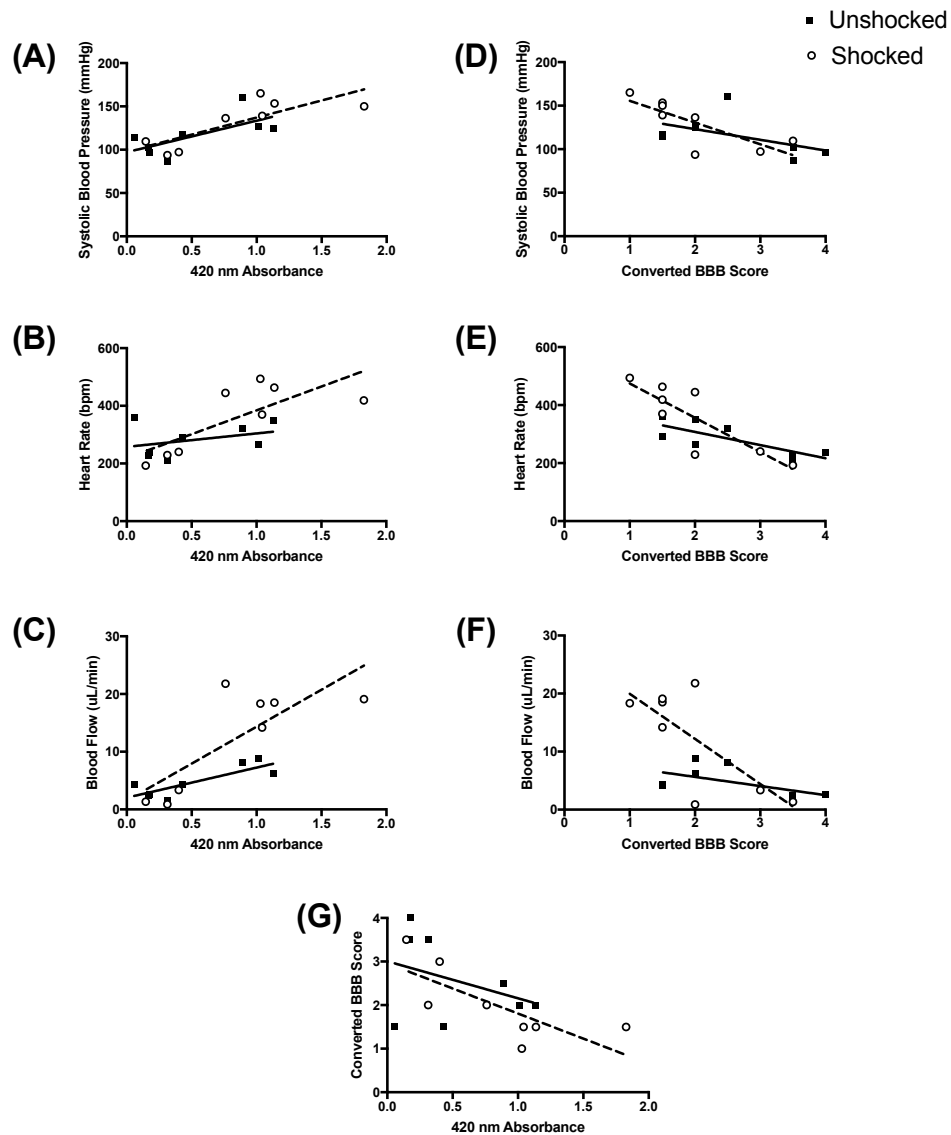 Unshocked
Shocked
(A)
Systolic Blood Pressure (mmHg)
200
150
100
50
0
0.0 0.5 1.0 1.5 2.0
420 nm Absorbance
(D)
Systolic Blood Pressure (mmHg)
200
150
100
50
0
0 1 2 3 4
Converted BBB Score
(B)
Heart Rate (bpm)
600
400
200
0
0.0 0.5 1.0 1.5 2.0
420 nm Absorbance
(E)
Heart Rate (bpm)
600
400
200
0
0 1 2 3 4
Converted BBB Score
(C)
Blood Flow (uL/min)
30
20
10
0
0.0 0.5 1.0 1.5 2.0
420 nm Absorbance
(F)
Blood Flow (uL/min)
30
20
10
0
0 1 2 3 4
Converted BBB Score
(G)
Converted BBB Score
4
3
2
1
0
0.0 0.5 1.0 1.5 2.0
420 nm Absorbance